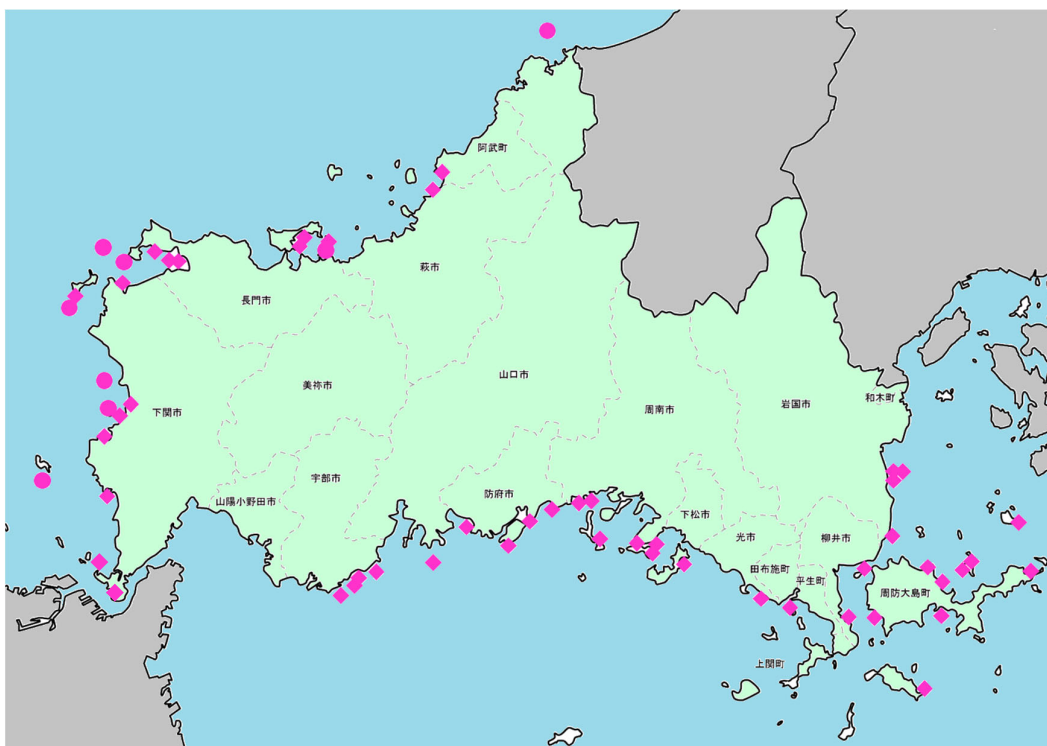 阿武町
萩市
長門市
美祢市
山口市
下関市
周南市
岩国市
和木町
宇部市
山陽小野田市
防府市
下松市
光市
柳井市
田布施町
平生町
周防大島町
上関町